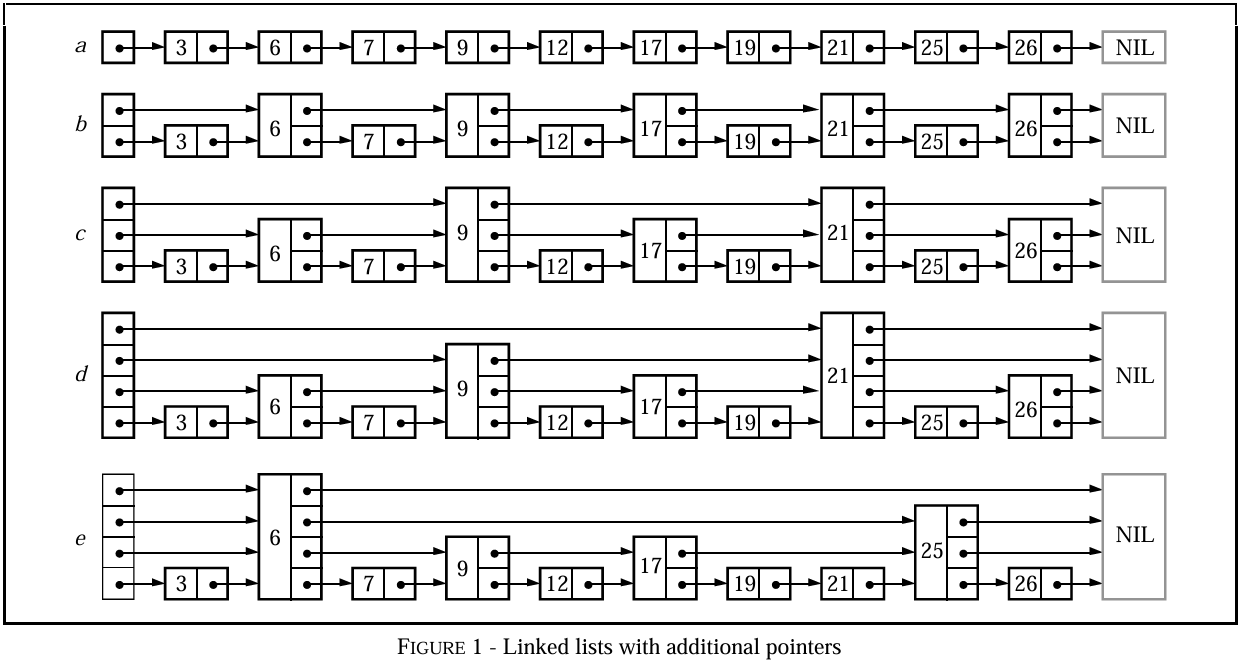 a 3 6 7 9 12 17 19 21 25 26 NIL
b 3 6 7 9 12 17 19 21 25 26 NIL
c 3 6 7 9 12 17 19 21 25 26 NIL
d 3 6 7 9 12 17 19 21 25 26 NIL
e 3 6 7 9 12 17 19 21 25 26 NIL
FIGURE 1 - Linked lists with additional pointers